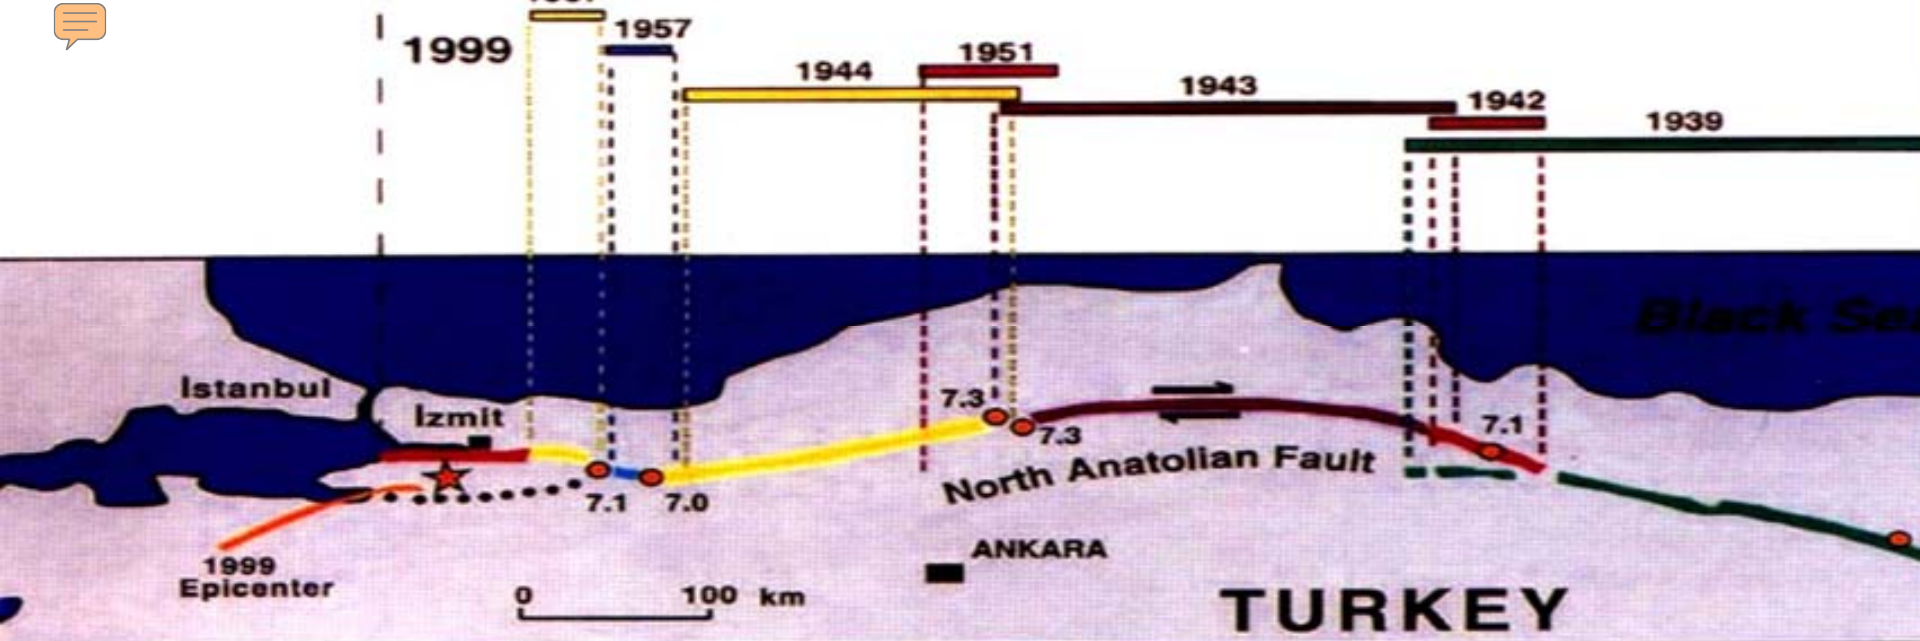 1957
1999
1951
1944
1943
1942
1939
Black Sea
İstanbul
İzmit
7.3
7.3
7.1
North Anatolian Fault
7.1
7.0
ANKARA
1999
Epicenter
0 100 km
TURKEY